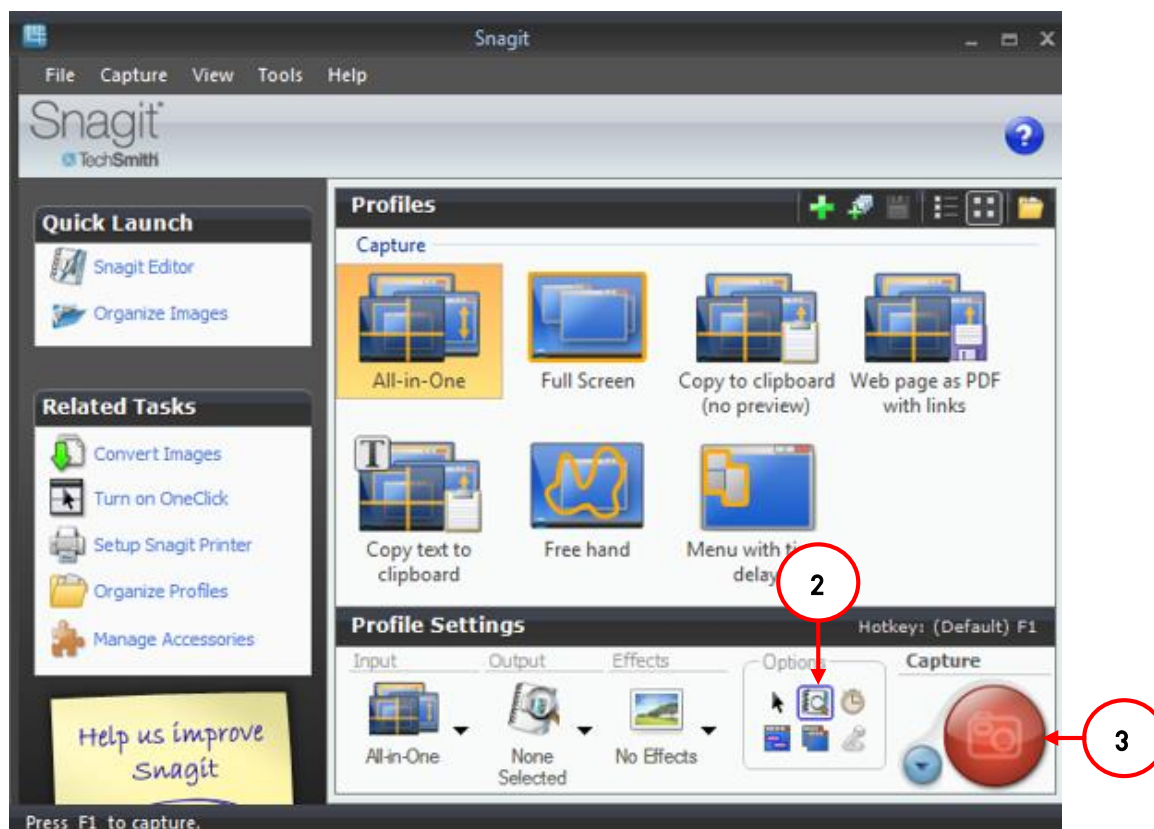 Snagit
File Capture View Tools Help
Snagit
TechSmith
?
Quick Launch
Snagit Editor
Organize Images
Related Tasks
Convert Images
Turn on OneClick
Setup Snagit Printer
Organize Profiles
Manage Accessories
Help us improve
Snagit
Profiles
Capture
All-in-One
Full Screen
Copy to clipboard
(no preview)
Web page as PDF
with links
T
Copy text to
clipboard
Free hand
Menu with
delay
2
Profile Settings
Hotkey: (Default) F1
Input
Output
Effects
Options
Capture
All-in-One
None
Selected
No Effects
3
Press F1 to capture.